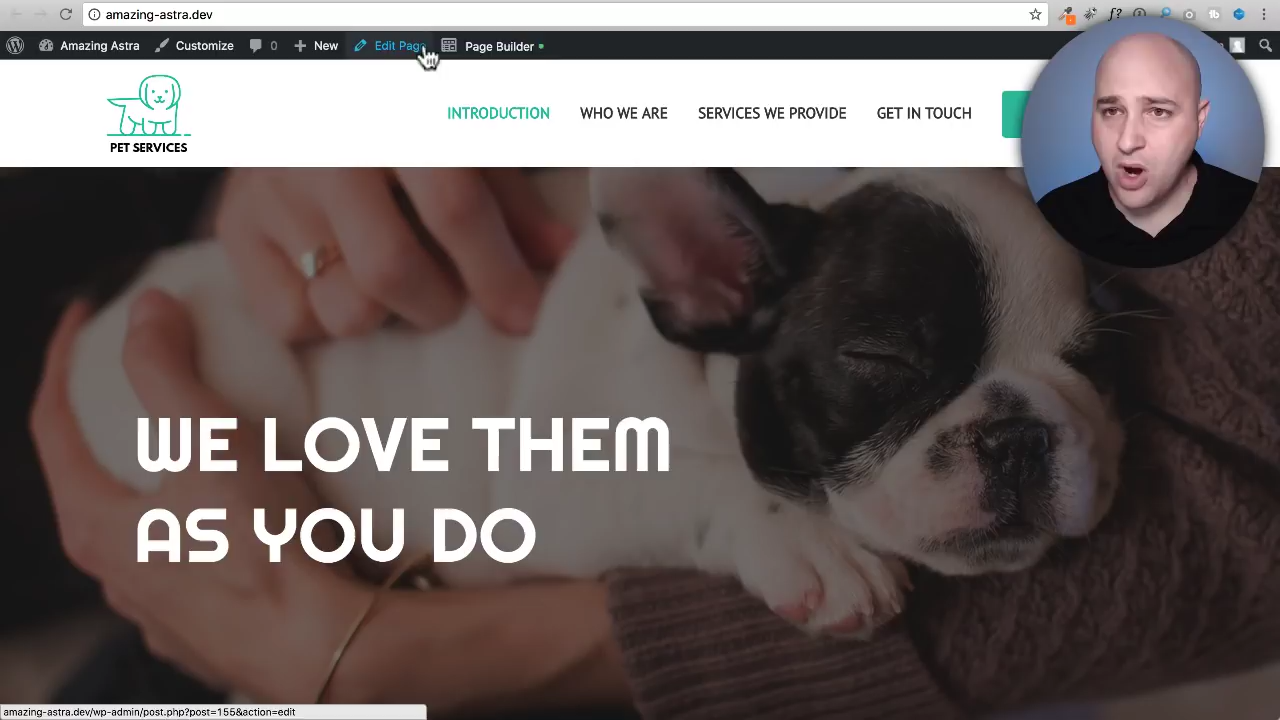 amazing-astra.dev
Amazing Astra Customize 0 New Edit Page Page Builder
PET SERVICES
INTRODUCTION WHO WE ARE SERVICES WE PROVIDE GET IN TOUCH
WE LOVE THEM
AS YOU DO
amazing-astra.dev/wp-admin/post.php?post=155&action=edit